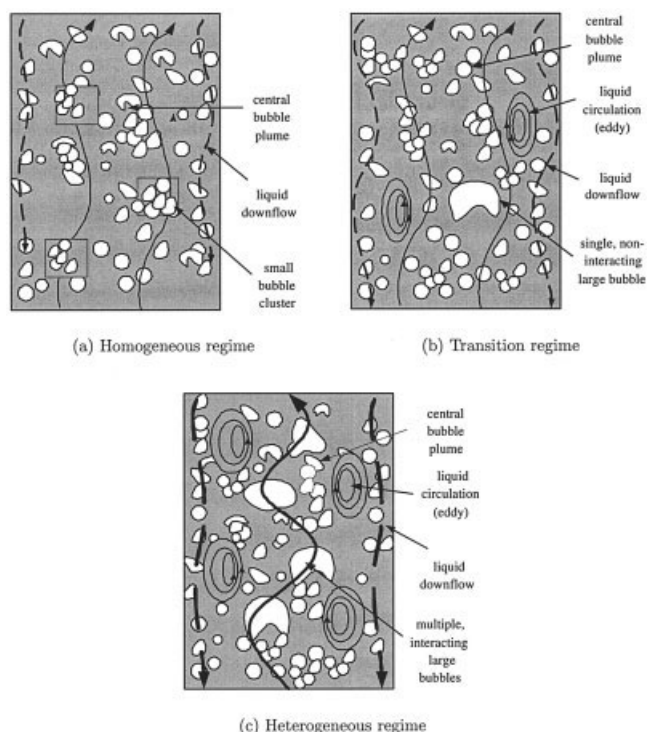 central
bubble
plume
liquid
downflow
small
bubble
cluster
(a) Homogeneous regime
central
bubble
plume
liquid
circulation
(eddy)
liquid
downflow
single, non-
interacting
large bubble
(b) Transition regime
central
bubble
plume
liquid
circulation
(eddy)
liquid
downflow
multiple,
interacting
large
bubbles
(c) Heterogeneous regime